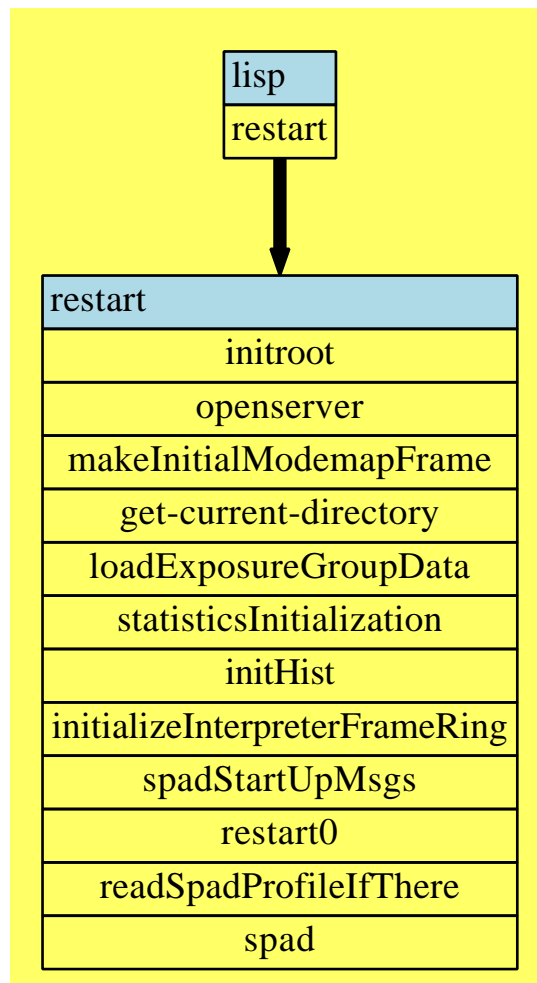 lisp
restart
restart
initroot
openserver
makeInitialModemapFrame
get-current-directory
loadExposureGroupData
statisticsInitialization
initHist
initializeInterpreterFrameRing
spadStartUpMsgs
restart0
readSpadProfileIfThere
spad